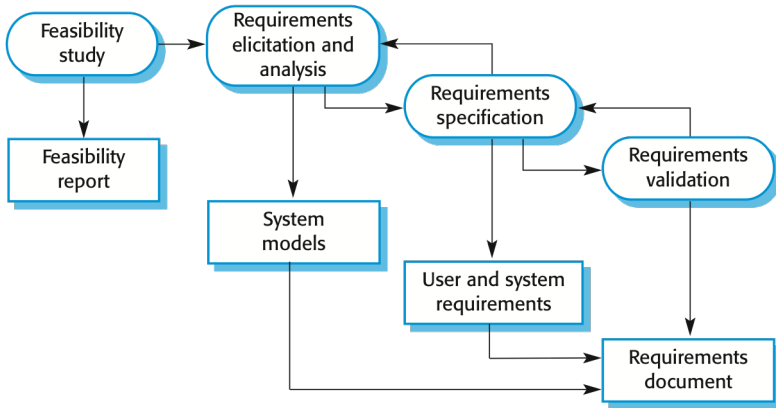 Feasibility
study
Requirements
elicitation and
analysis
Requirements
specification
Requirements
validation
Feasibility
report
System
models
User and system
requirements
Requirements
document